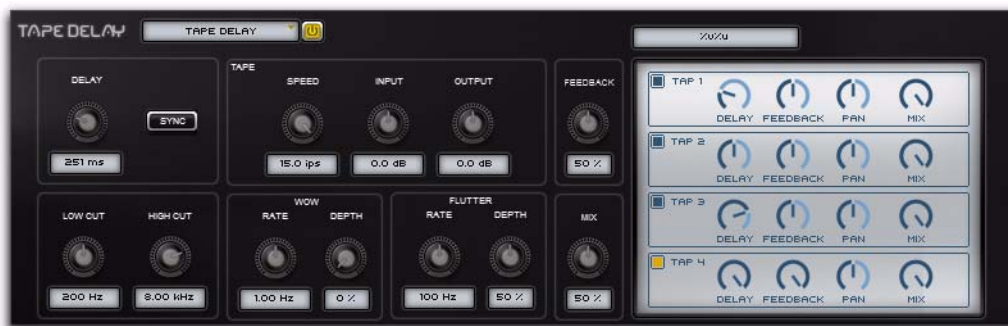 TAPE DELAY
TAPE DELAY
%v%u
DELAY
SYNC
251 ms
TAPE
SPEED INPUT OUTPUT
15.0 ips 0.0 dB 0.0 dB
FEEDBACK
50 %
LOW CUT HIGH CUT
200 Hz 8.00 kHz
WOW
RATE DEPTH
1.00 Hz 0 %
FLUTTER
RATE DEPTH
100 Hz 50 %
MIX
50 %
TAP 1
DELAY FEEDBACK PAN MIX
TAP 2
DELAY FEEDBACK PAN MIX
TAP 3
DELAY FEEDBACK PAN MIX
TAP 4
DELAY FEEDBACK PAN MIX